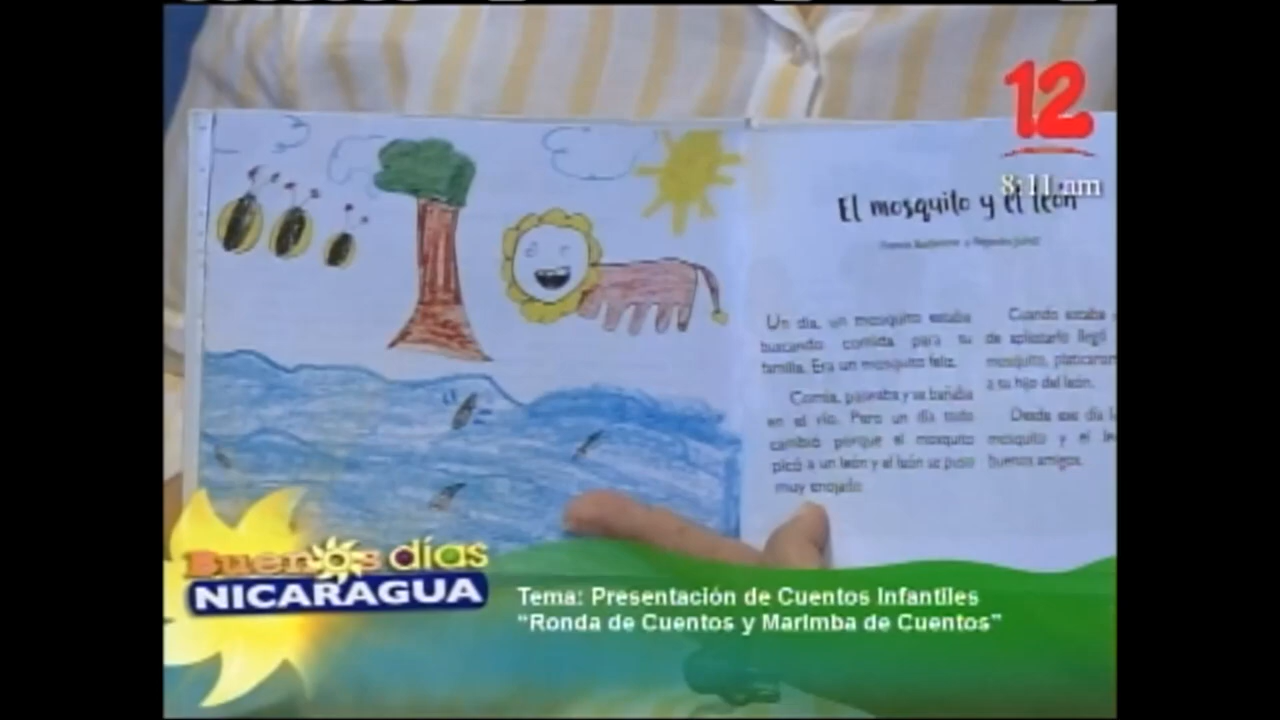 12
8:11 am
El mosquito y el león
Un día, un mosquito estaba
buscando comida para su
familia. Era un mosquito feliz.
Comía, paseaba y se bañaba
en el río. Pero un día todo
cambió porque el mosquito
picó a un león y el león se puso
muy enojado.
Cuando estaba
de aplastarlo llegó
mosquito, platicaron
a su hijo del león.
Desde ese día
mosquito y el
buenos amigos.
Buenos días
NICARAGUA
Tema: Presentación de Cuentos Infantiles
“Ronda de Cuentos y Marimba de Cuentos”